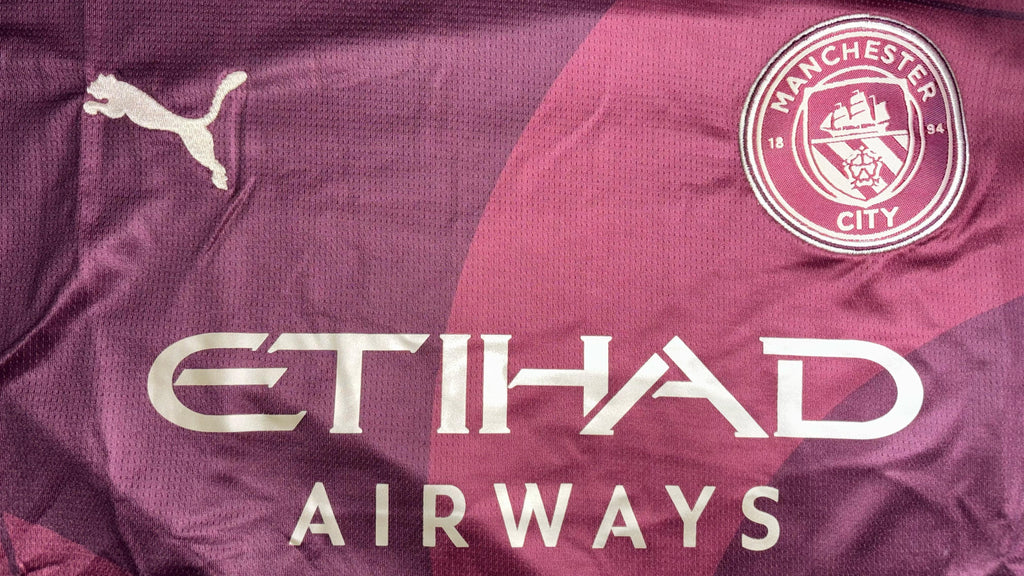 MANCHESTER
18 94
CITY
ETIHAD
AIRWAYS